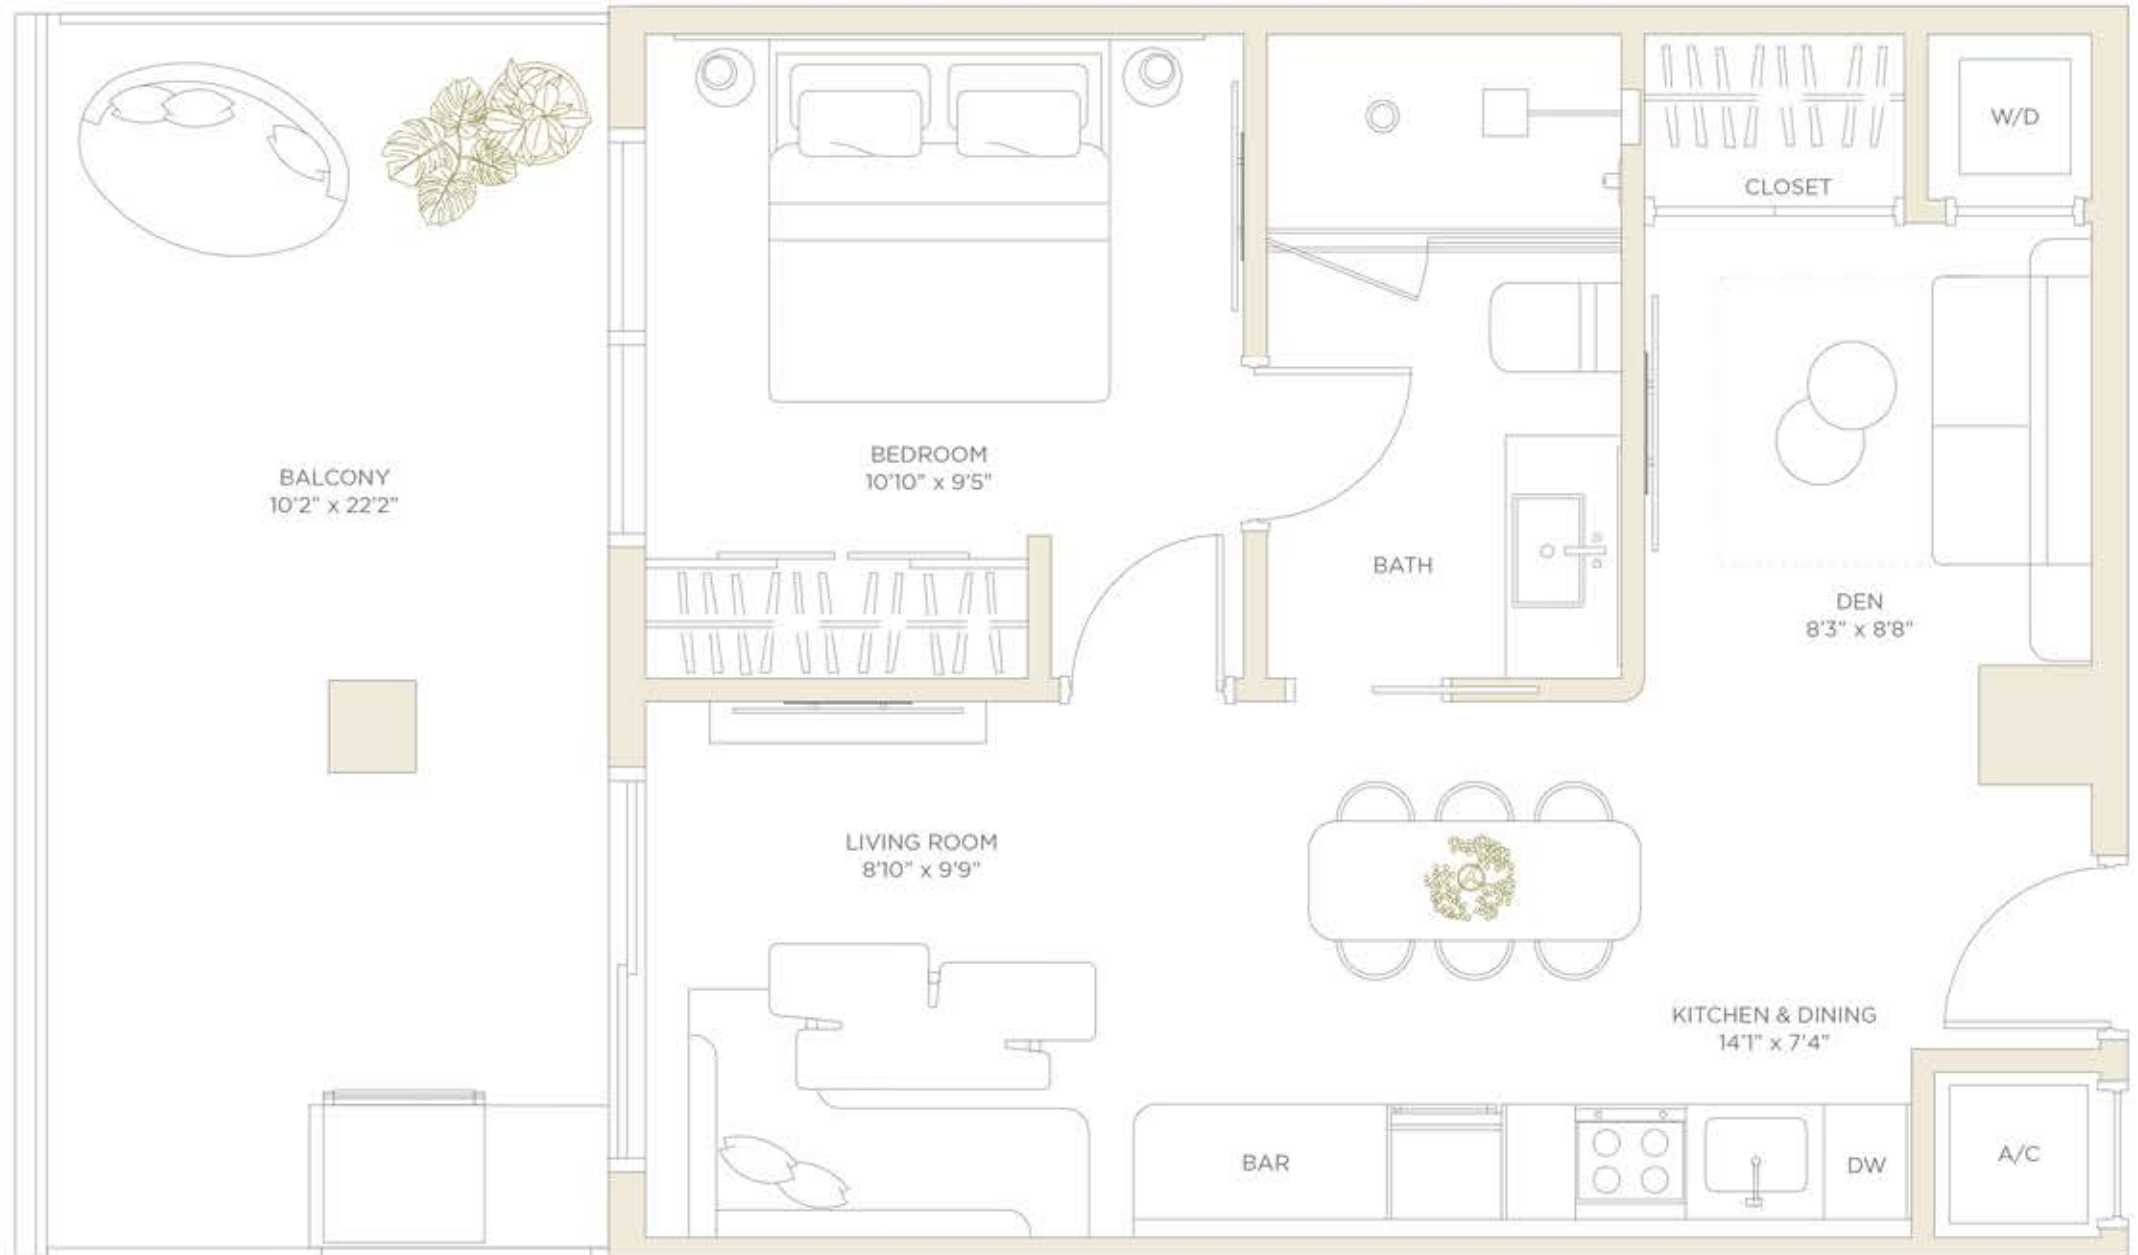 W/D
CLOSET
BEDROOM
10'10" x 9'5"
BALCONY
10'2" x 22'2"
BATH
DEN
8'3" x 8'8"
LIVING ROOM
8'10" x 9'9"
KITCHEN & DINING
14'1" x 7'4"
BAR
DW
A/C